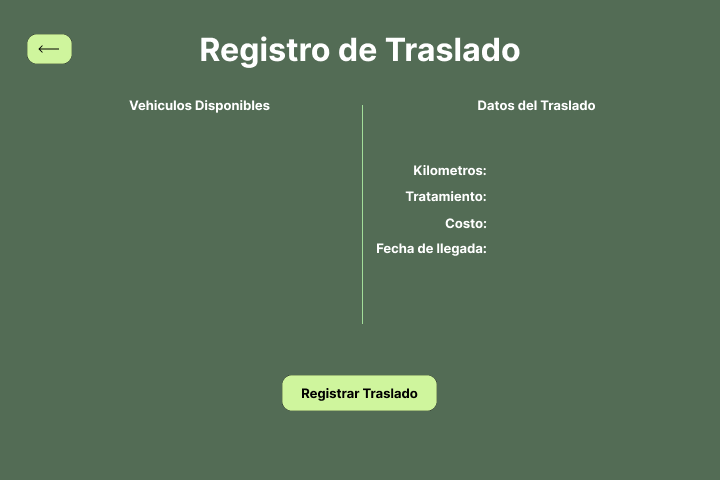 Registro de Traslado
Vehiculos Disponibles
Datos del Traslado
Kilometros:
Tratamiento:
Costo:
Fecha de llegada:
Registrar Traslado